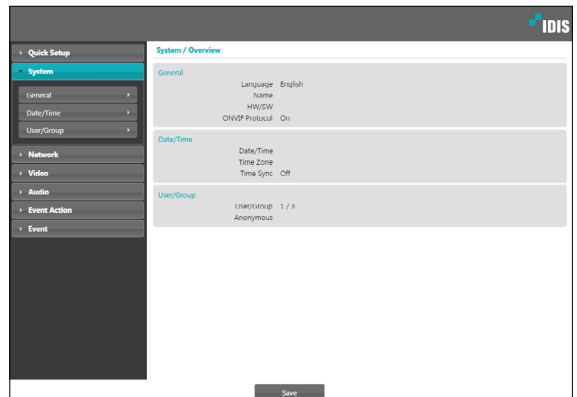 IDIS
Quick Setup
System
General
Date/Time
User/Group
Network
Video
Audio
Event Action
Event
System / Overview
General
Language English
Name
HW/SW
ONVIF Protocol On
Date/Time
Date/Time
Time Zone
Time Sync Off
User/Group
User/Group 1 / 3
Anonymous
Save